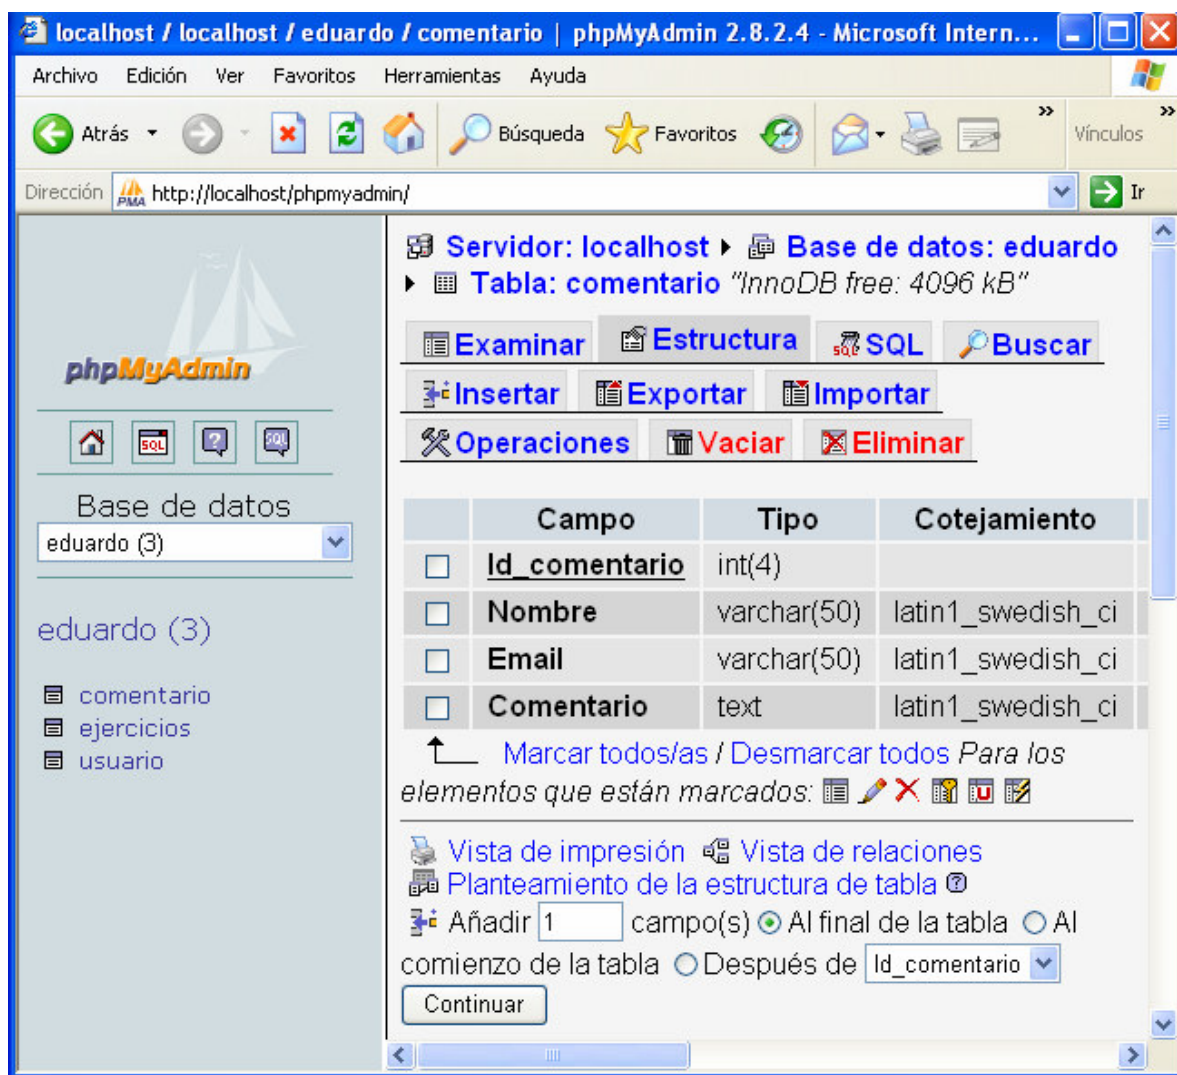 localhost / localhost / eduardo / comentario | phpMyAdmin 2.8.2.4 - Microsoft Intern...
Archivo Edición Ver Favoritos Herramientas Ayuda
Atrás Búsqueda Favoritos » Vínculos »
Dirección PMA http://localhost/phpmyadmin/ Ir
phpMyAdmin
SQL ? SQL
Base de datos
eduardo (3)
eduardo (3)
comentario
ejercicios
usuario
Servidor: localhost Base de datos: eduardo
Tabla: comentario "InnoDB free: 4096 kB"
Examinar Estructura SQL SQL Buscar
Insertar Exportar Importar
Operaciones Vaciar Eliminar
Campo Tipo Cotejamiento
Id_comentario int(4)
Nombre varchar(50) latin1_swedish_ci
Email varchar(50) latin1_swedish_ci
Comentario text latin1_swedish_ci
Marcar todos/as / Desmarcar todos Para los
elementos que están marcados: U
Vista de impresión Vista de relaciones
Planteamiento de la estructura de tabla ?
Añadir 1 campo(s) Al final de la tabla Al
comienzo de la tabla Después de Id_comentario
Continuar